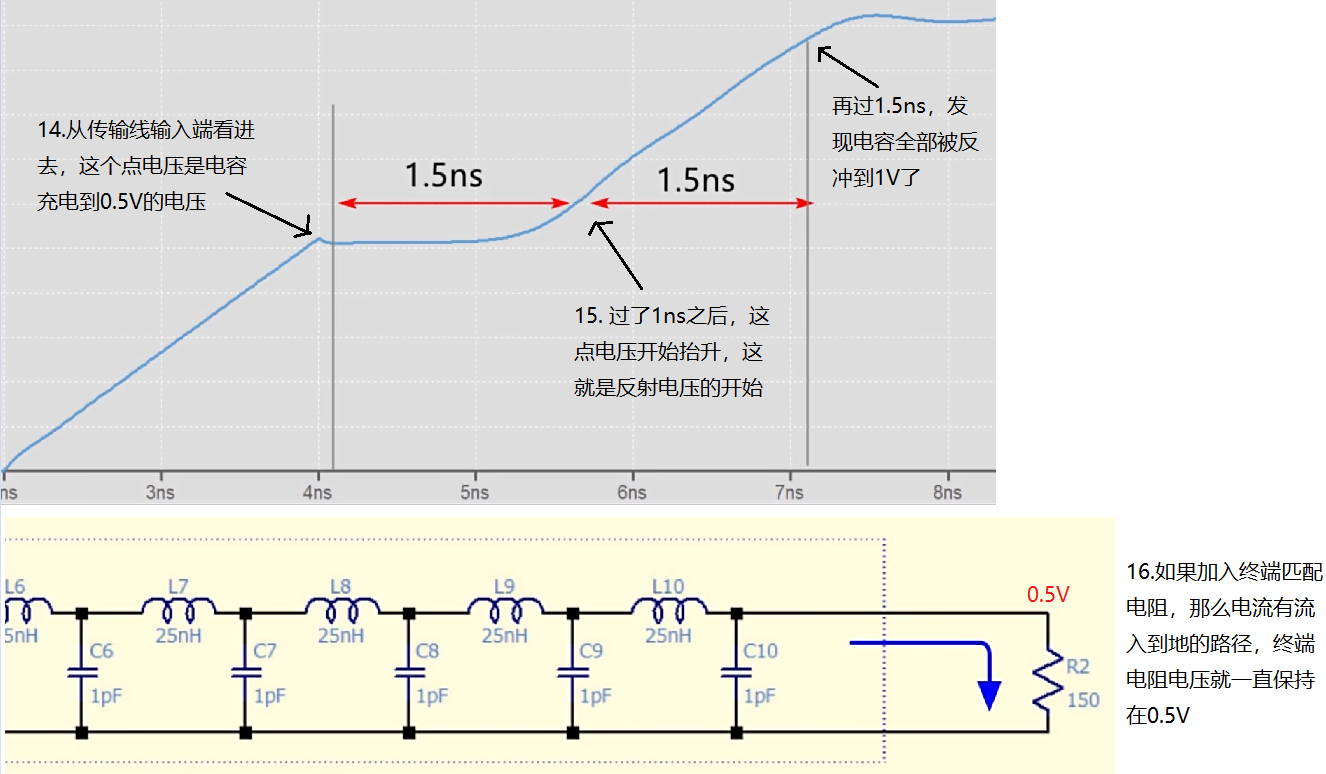 14.从传输线输入端看进
去，这个点电压是电容
充电到0.5V的电压
1.5ns
1.5ns
再过1.5ns，发
现电容全部被反
冲到1V了
15. 过了1ns之后，这
点电压开始抬升，这
就是反射电压的开始
ns
3ns
4ns
5ns
6ns
7ns
8ns
L6
L7
L8
L9
L10
5nH
25nH
25nH
25nH
25nH
C6
C7
C8
C9
C10
1pF
1pF
1pF
1pF
1pF
0.5V
R2
150
16.如果加入终端匹配
电阻，那么电流有流
入到地的路径，终端
电阻电压就一直保持
在0.5V